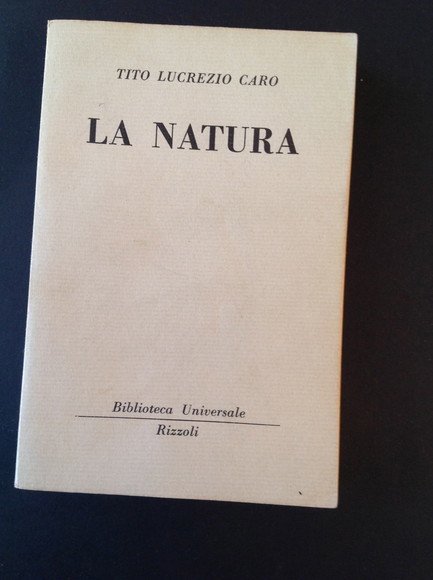 TITO LUCREZIO CARO
LA NATURA
Biblioteca Universale
Rizzoli